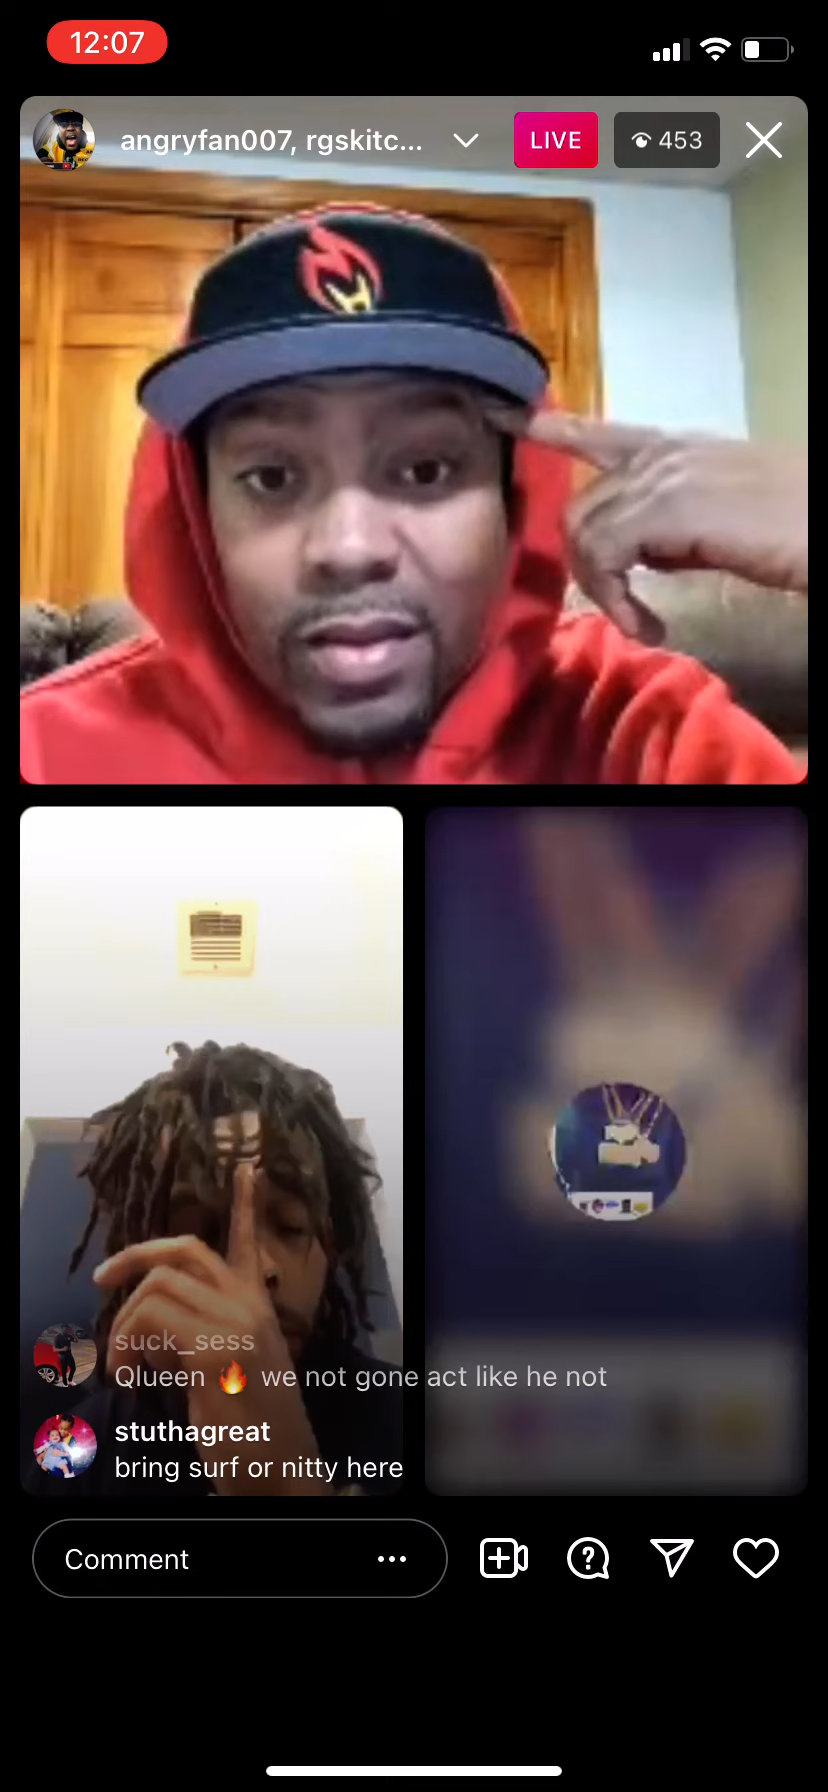 12:07
angryfan007, rgskitc...
LIVE
453
suck_sess
Qlueen 🔥 we not gone act like he not
stuthagreat
bring surf or nitty here
Comment